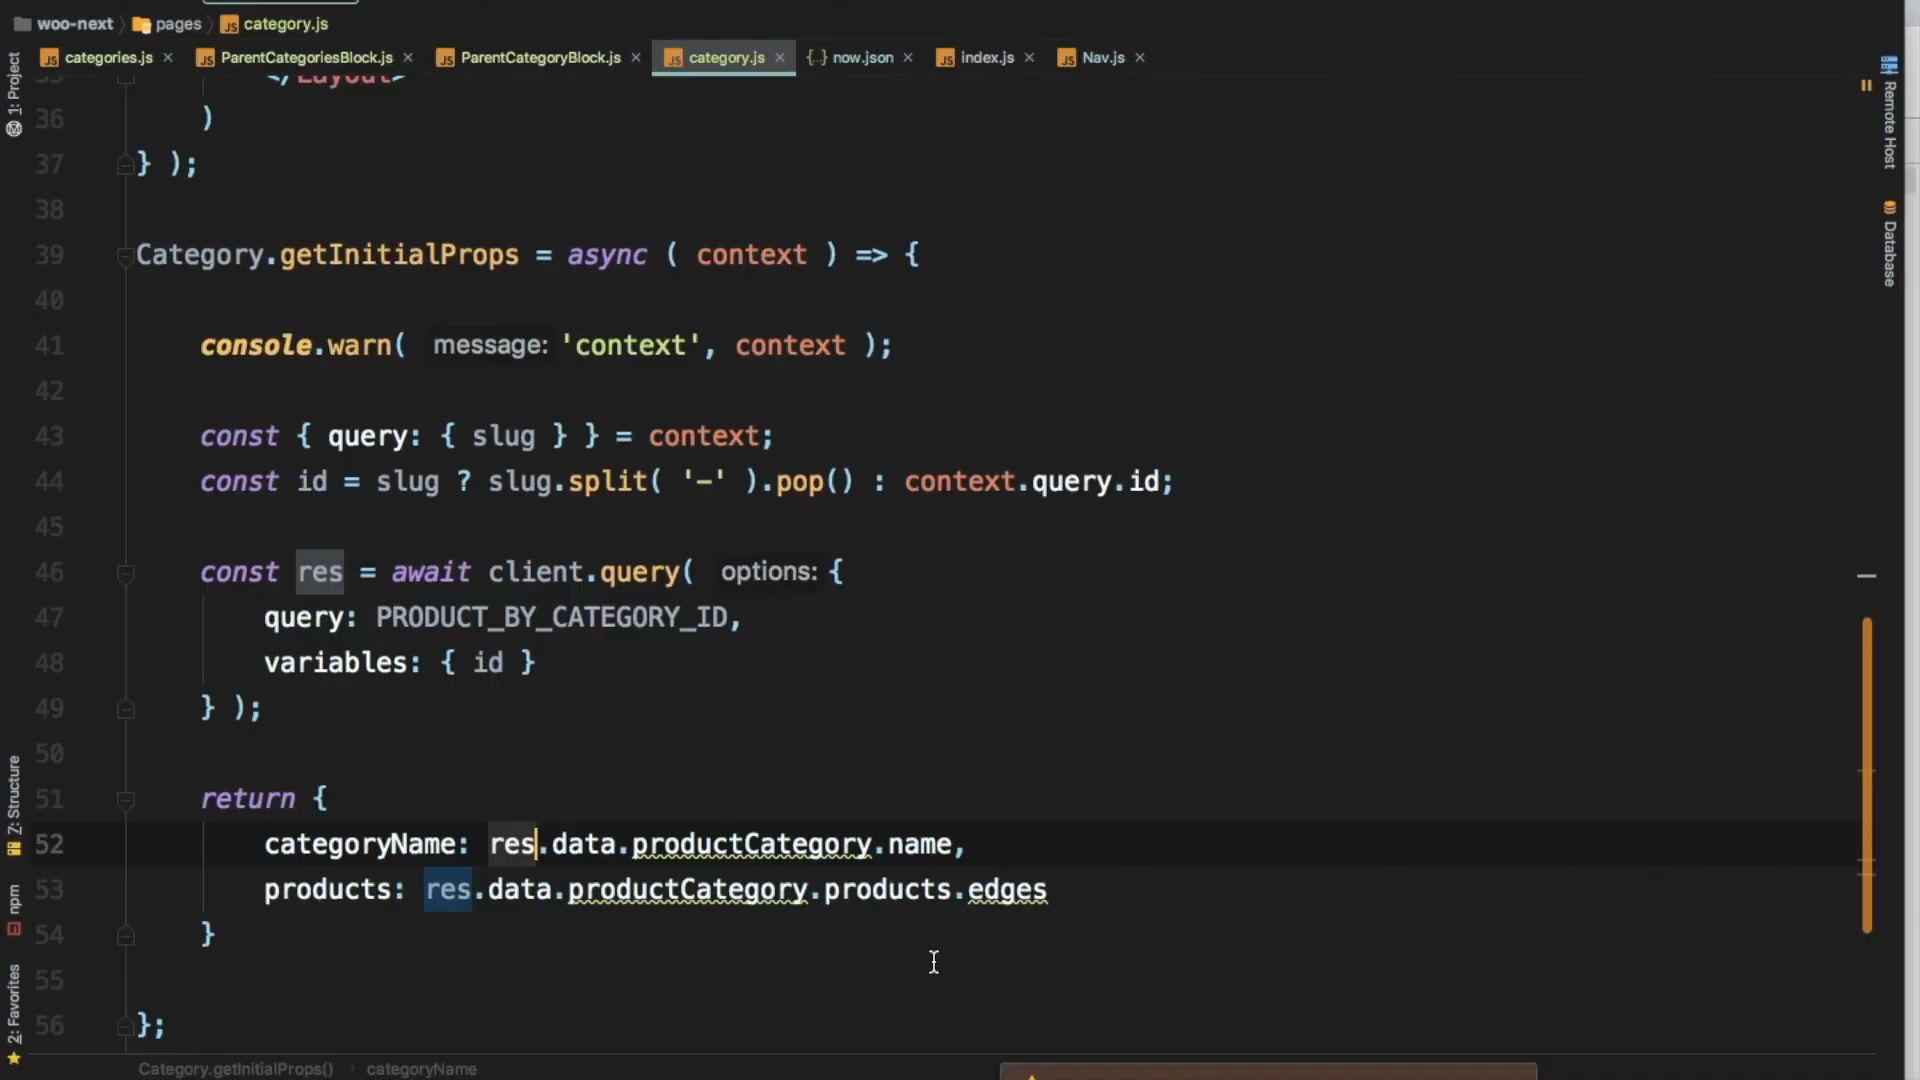 woo-next pages category.js
categories.js ParentCategoriesBlock.js ParentCategoryBlock.js category.js now.json index.js Nav.js
1: Project
Remote Host
Database
7: Structure
npm
2: Favorites
35 </Layout>
36 )
37 } );
38
39 Category.getInitialProps = async ( context ) => {
40
41 console.warn( message: 'context', context );
42
43 const { query: { slug } } = context;
44 const id = slug ? slug.split( '-' ).pop() : context.query.id;
45
46 const res = await client.query( options: {
47 query: PRODUCT_BY_CATEGORY_ID,
48 variables: { id }
49 } );
50
51 return {
52 categoryName: res.data.productCategory.name,
53 products: res.data.productCategory.products.edges
54 }
55
56 };
Category.getInitialProps() categoryName